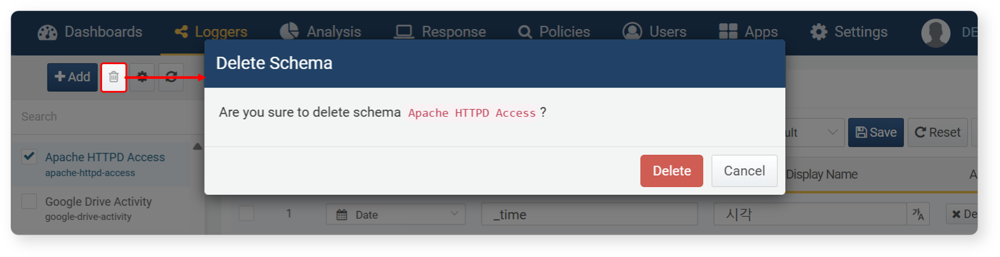 Dashboards Loggers Analysis Response Policies Users Apps Settings DE
Add
Delete Schema
Search
Are you sure to delete schema Apache HTTPD Access ?
ult Save Reset
Apache HTTPD Access
apache-httpd-access
Delete Cancel
Display Name A
Google Drive Activity
google-drive-activity
1 Date _time 시각 가A De